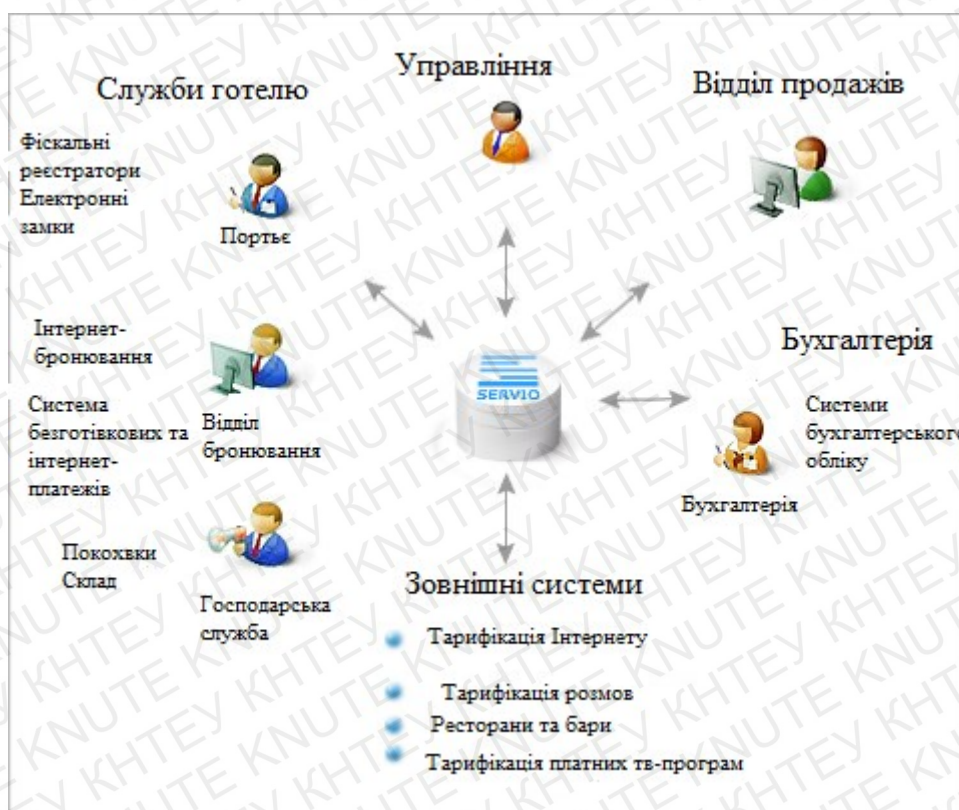 Управління
Служби готелю
Відділ продажів
Фіскальні
реєстратори
Електронні
замки
Портьє
Інтернет-
бронювання
Система
безготівкових та
інтернет-
платежів
Відділ
бронювання
Покохвки
Склад
Господарська
служба
SERVIO
Бухгалтерія
Системи
бухгалтерського
обліку
Бухгалтерія
Зовнішні системи
Тарифікація Інтернету
Тарифікація розмов
Ресторани та бари
Тарифікація платних тв-програм
KNUTE KHTEY